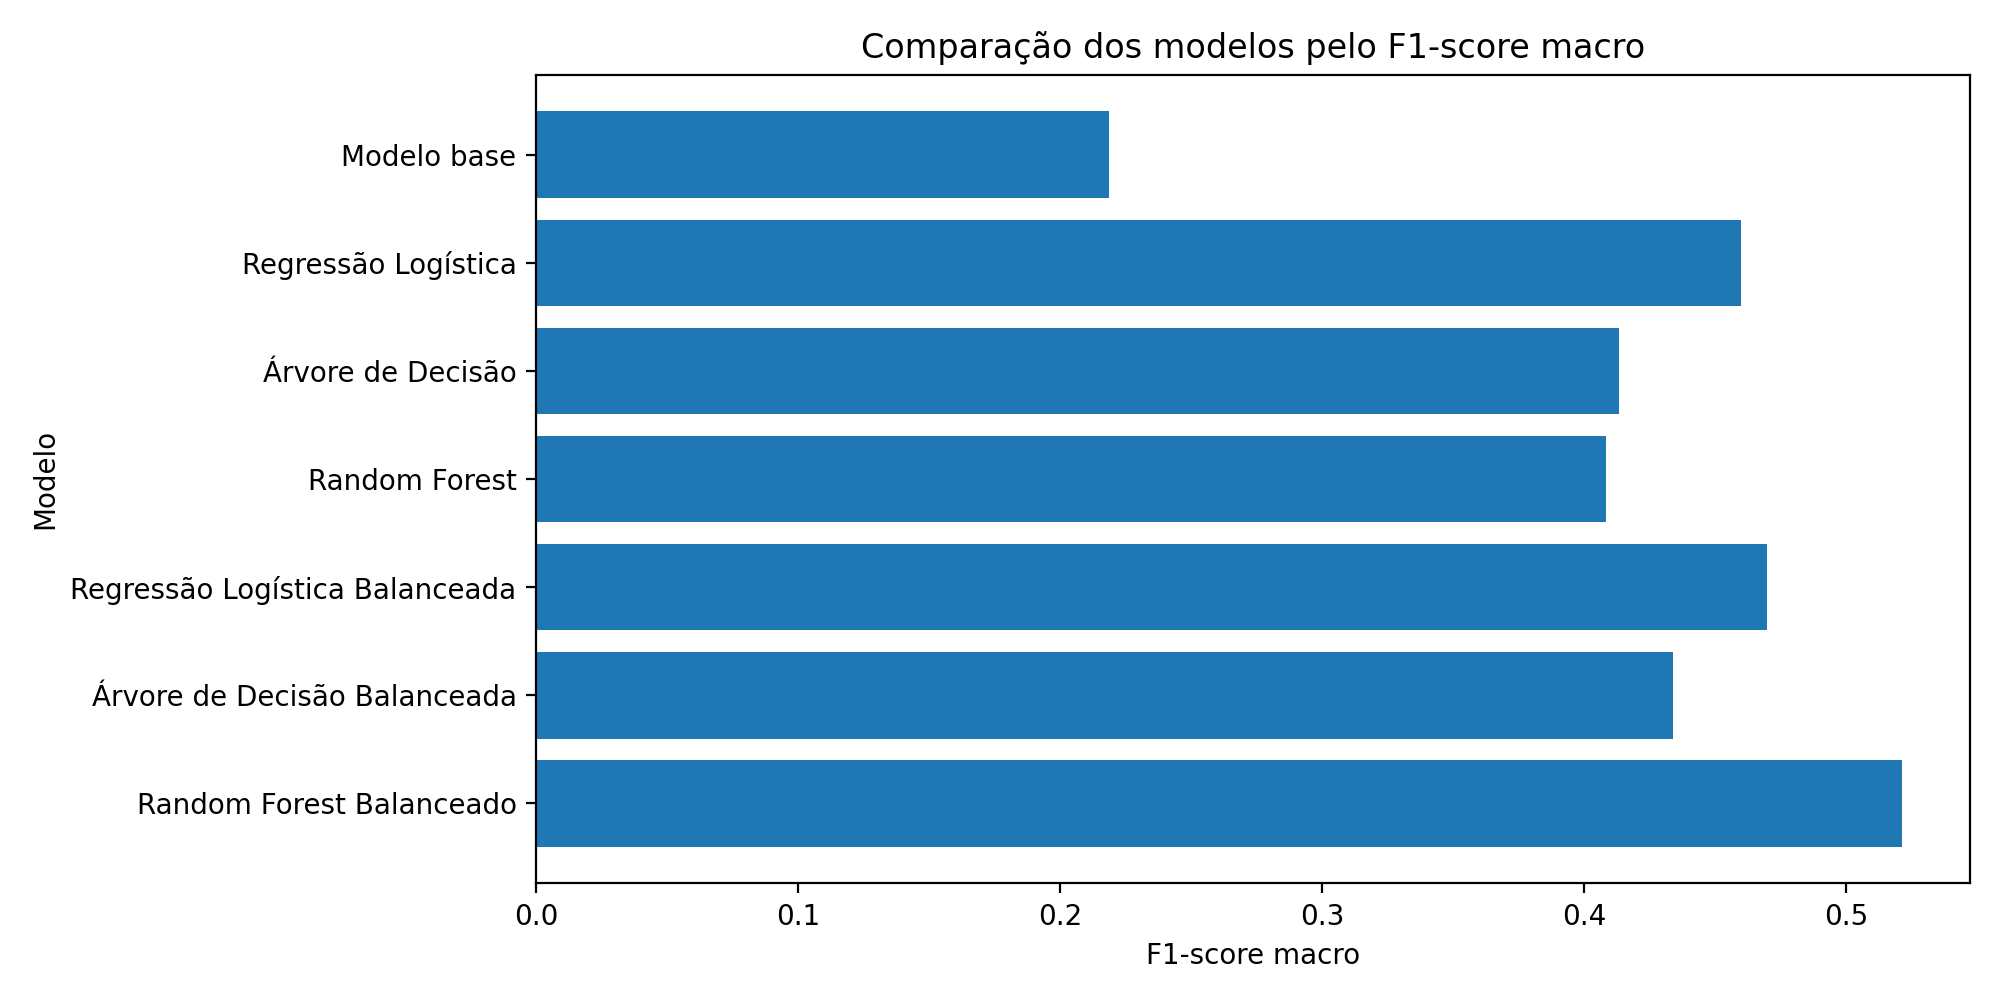 Comparação dos modelos pelo F1-score macro
Modelo base
Regressão Logística
Árvore de Decisão
Random Forest
Regressão Logística Balanceada
Árvore de Decisão Balanceada
Random Forest Balanceado
Modelo
0.0 0.1 0.2 0.3 0.4 0.5
F1-score macro